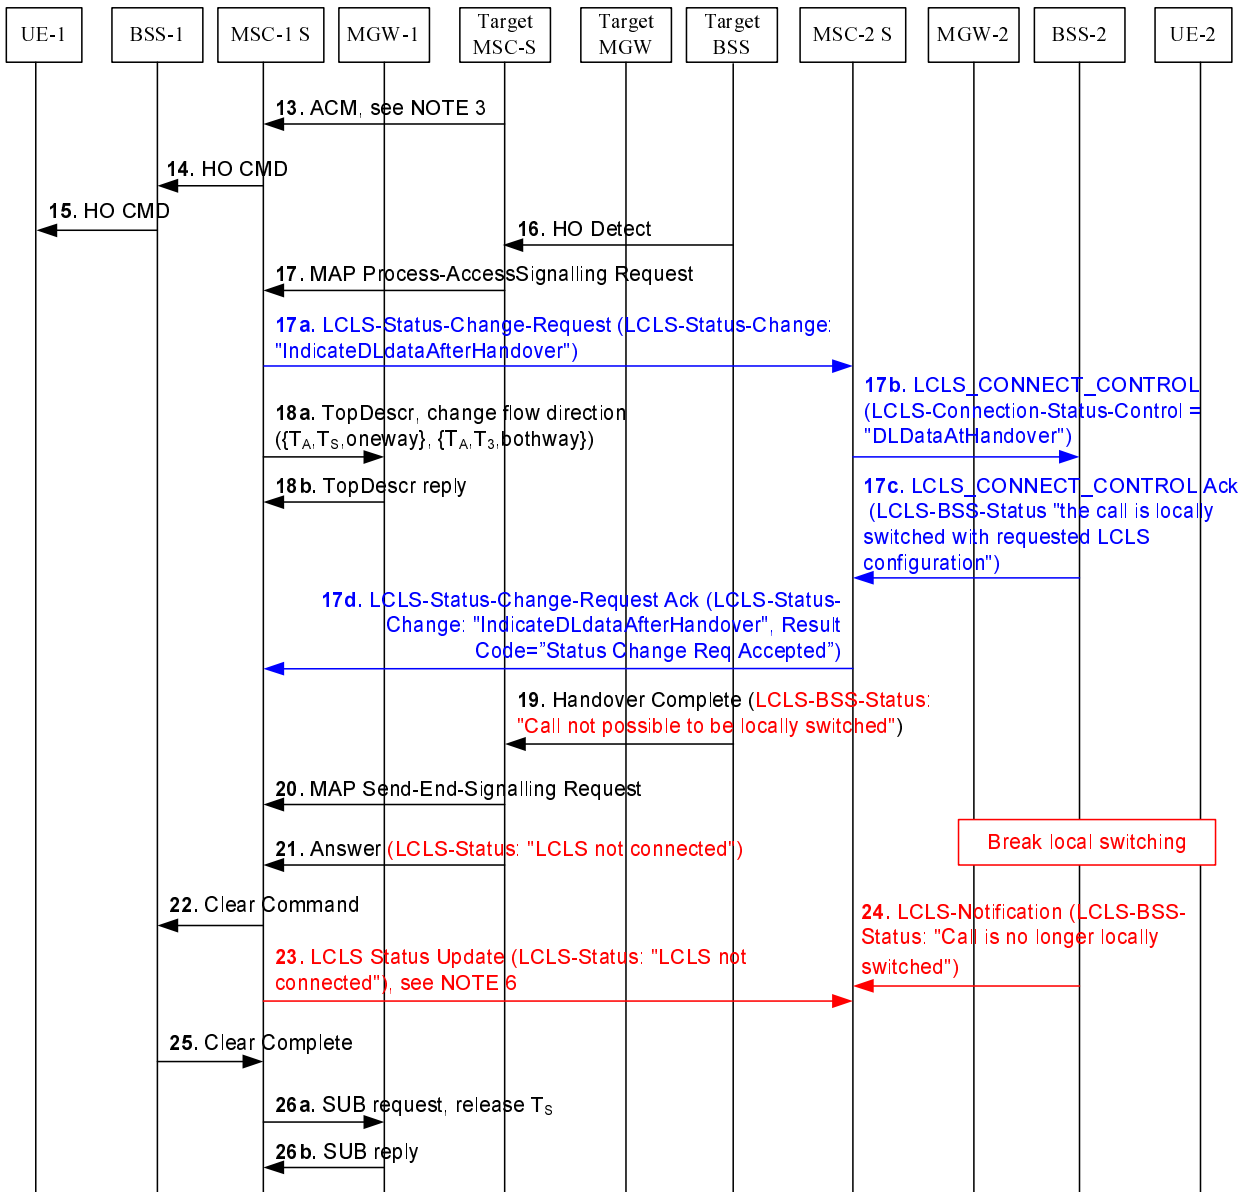 UE-1
BSS-1
MSC-1 S
MGW-1
Target
MSC-S
Target
MGW
Target
BSS
MSC-2 S
MGW-2
BSS-2
UE-2
13. ACM, see NOTE 3
14. HO CMD
15. HO CMD
16. HO Detect
17. MAP Process-AccessSignalling Request
17a. LCLS-Status-Change-Request (LCLS-Status-Change:
"IndicateDLdataAfterHandover")
17b. LCLS_CONNECT_CONTROL
(LCLS-Connection-Status-Control =
"DLDataAtHandover")
18a. TopDescr, change flow direction
({TA,TS,oneway}, {TA,T3,bothway})
18b. TopDescr reply
17c. LCLS_CONNECT_CONTROL Ack
(LCLS-BSS-Status "the call is locally
switched with requested LCLS
configuration")
17d. LCLS-Status-Change-Request Ack (LCLS-Status-
Change: "IndicateDLdataAfterHandover", Result
Code=”Status Change Req Accepted”)
19. Handover Complete (LCLS-BSS-Status:
"Call not possible to be locally switched")
20. MAP Send-End-Signalling Request
Break local switching
21. Answer (LCLS-Status: "LCLS not connected")
22. Clear Command
24. LCLS-Notification (LCLS-BSS-
Status: "Call is no longer locally
switched")
23. LCLS Status Update (LCLS-Status: "LCLS not
connected"), see NOTE 6
25. Clear Complete
26a. SUB request, release TS
26b. SUB reply